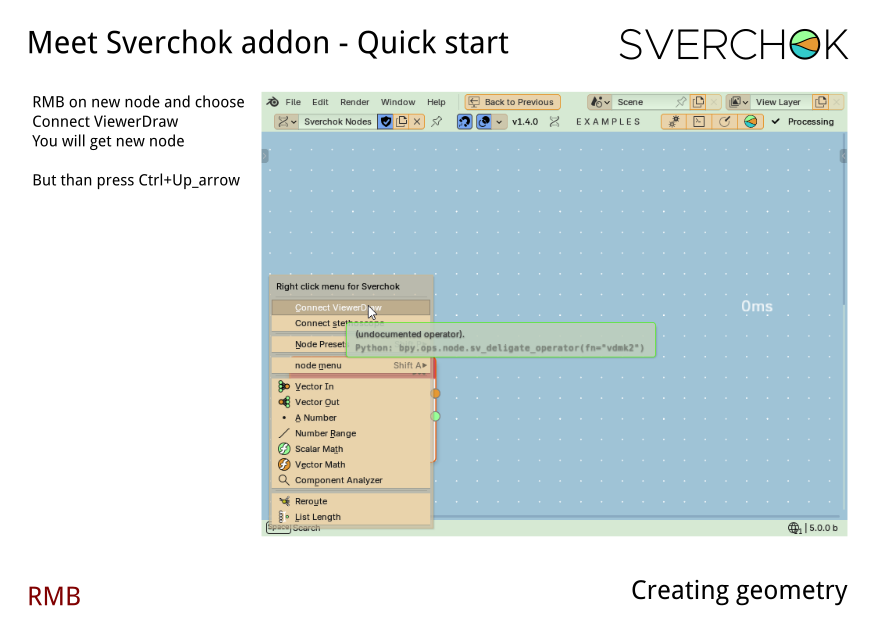 Meet Sverchok addon - Quick start
SVERCHOK
RMB on new node and choose
Connect ViewerDraw
You will get new node
But than press Ctrl+Up_arrow
File Edit Render Window Help Back to Previous Scene View Layer
Sverchok Nodes v1.4.0 EXAMPLES Processing
0ms
Right click menu for Sverchok
Connect ViewerDraw
Connect
(undocumented operator).
Node Preset
Python: bpy.ops.node.sv_deligate_operator(fn="vdmk2")
node menu Shift A
Vector In
Vector Out
A Number
Number Range
Scalar Math
Vector Math
Component Analyzer
Reroute
List Length
Space Search
5.0.0 b
RMB
Creating geometry